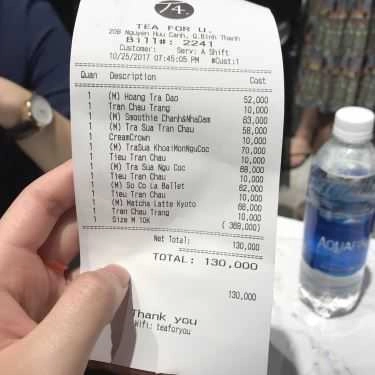 T4.
TEA FOR U.
208 Nguyen Huu Canh, Q.Binh Thanh
Bill#: 2241
Customer: Serv: A Shift
10/25/2017 07:45:05 PM #Cust:1
Quan Description Cost
1 (M) Hoang Tra Dao 52,000
1 Tran Chau Trang 10,000
1 (M) Smoothie Chanh&NhaDam 63,000
1 (M) Tra Sua Tran Chau 58,000
1 CreamCrown 10,000
1 (M) TraSua KhoaiMonNguCoc 70,000
1 Tieu Tran Chau 10,000
1 (M) Tra Sua Ngu Coc 68,000
1 Tieu Tran Chau 10,000
1 (M) So Co La Ballet 62,000
1 Tieu Tran Chau 10,000
1 (M) Matcha Latte Kyoto 66,000
1 Tran Chau Trang 10,000
1 Size M 10K ( 369,000)
Net Total: 130,000
TOTAL: 130,000
130,000
Thank you
Wifi: teaforyou
AQUAFINA